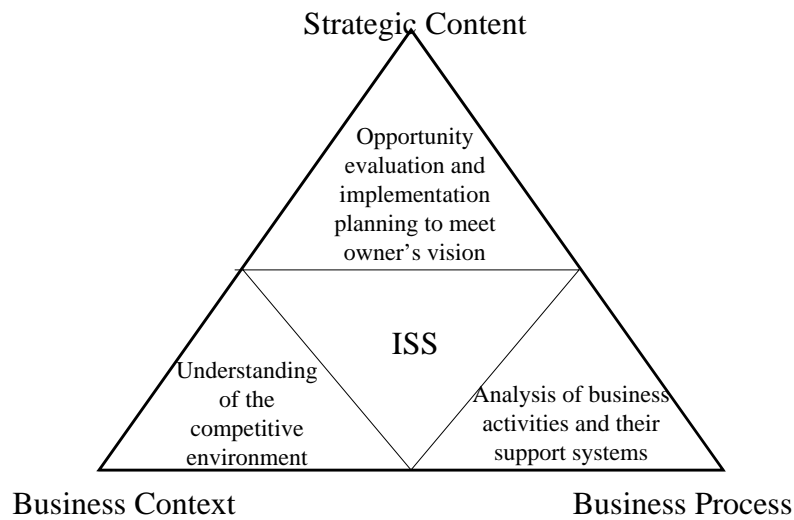 Strategic Content
Opportunity
evaluation and
implementation
planning to meet
owner’s vision
ISS
Understanding
of the
competitive
environment
Analysis of business
activities and their
support systems
Business Context
Business Process